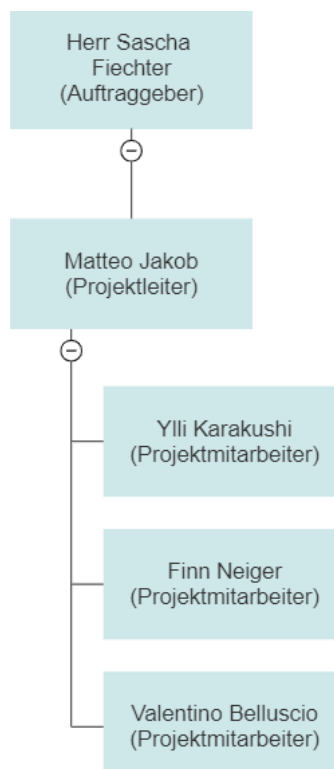 Herr Sascha
Fiechter
(Auftraggeber)
Matteo Jakob
(Projektleiter)
Ylli Karakushi
(Projektmitarbeiter)
Finn Neiger
(Projektmitarbeiter)
Valentino Belluscio
(Projektmitarbeiter)